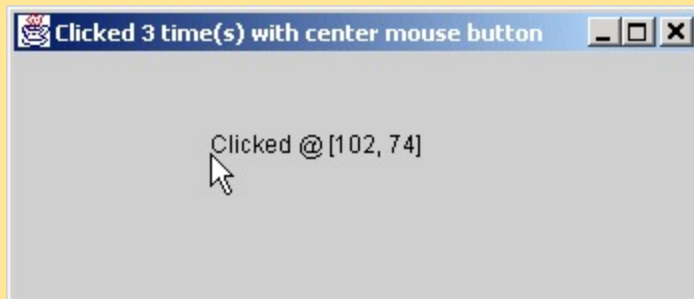 Clicked 3 time(s) with center mouse button
Clicked @ [102, 74]